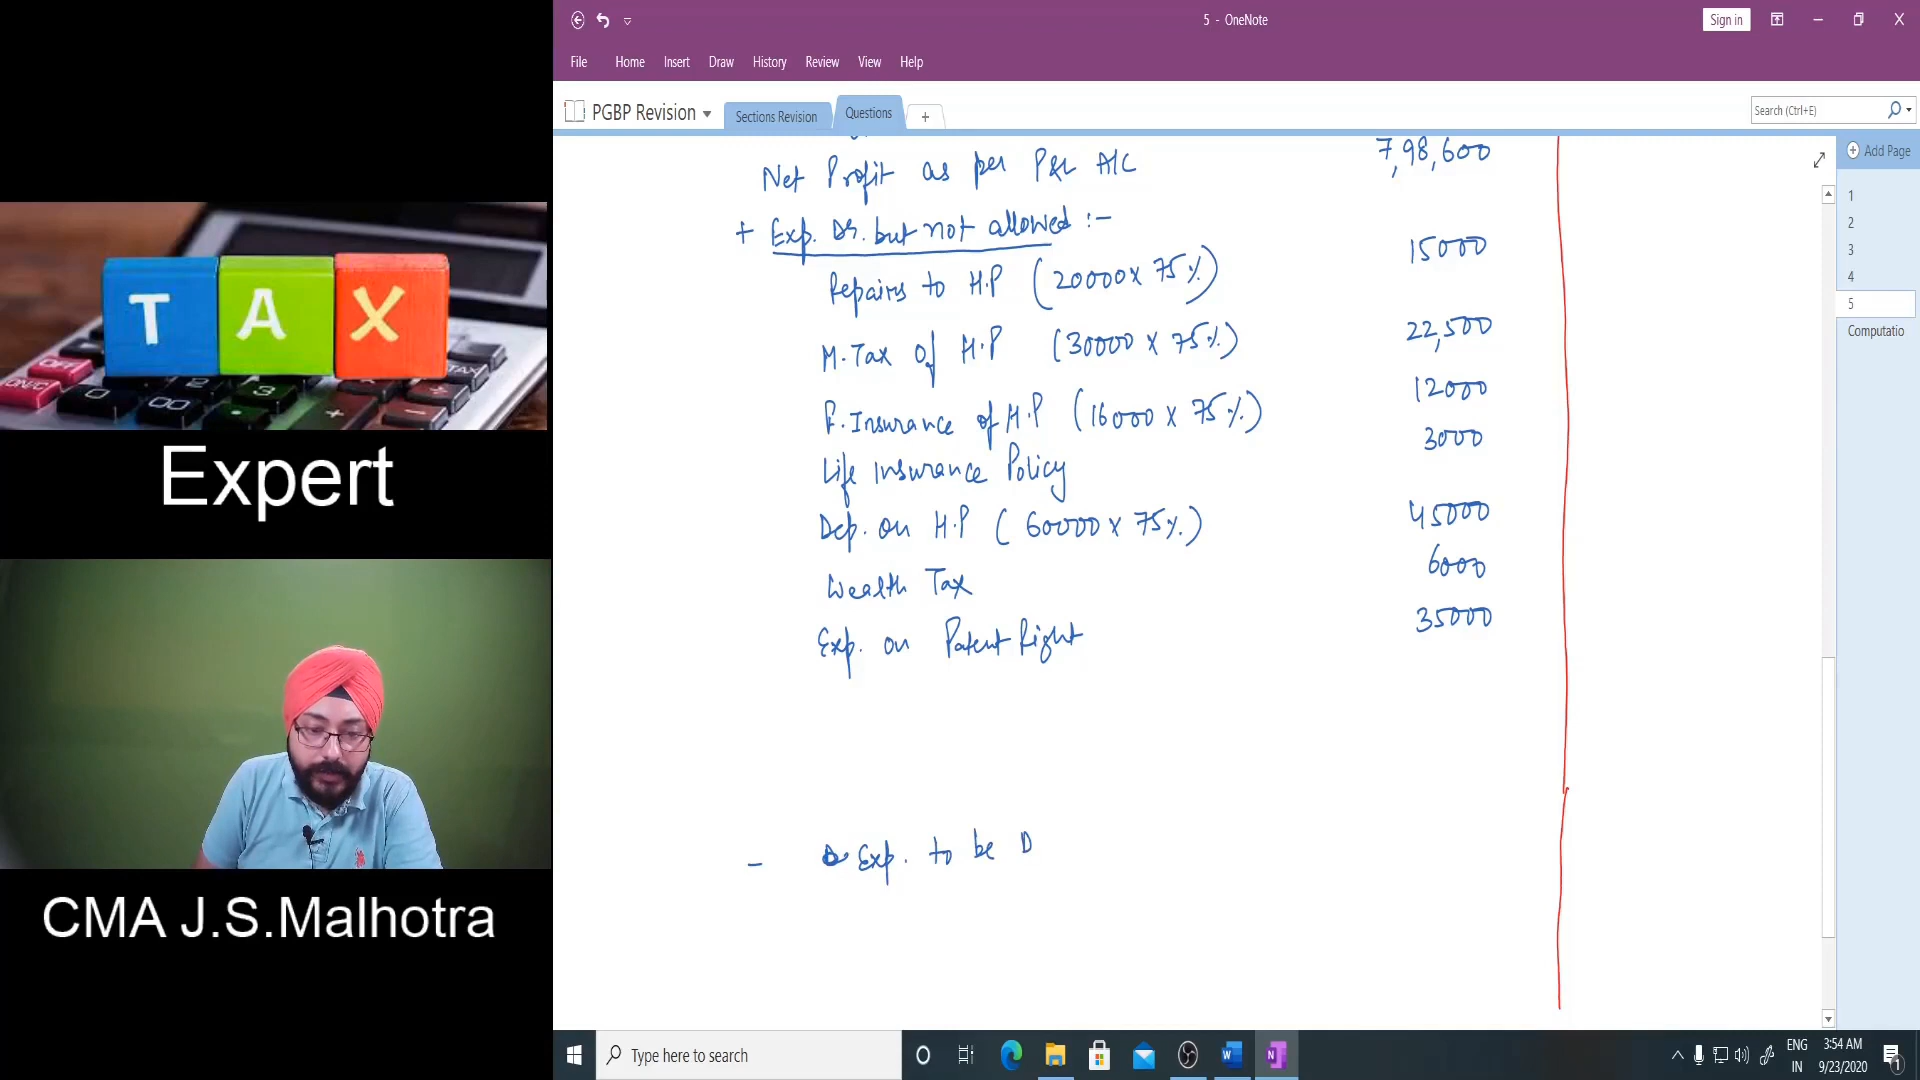 5 - OneNote
Sign in
File Home Insert Draw History Review View Help
PGBP Revision Sections Revision Questions +
Search (Ctrl+E)
Add Page
1
2
3
4
5
Computatio
Net Profit as per P&L A/C 7,98,600
+ Exp. Dr. but not allowed :-
Repairs to H.P (20000 x 75%) 15000
M.Tax of H.P (30000 x 75%) 22,500
F. Insurance of H.P (16000 x 75%) 12000
Life Insurance Policy 3000
Dep. on H.P (60000 x 75%) 45000
Wealth Tax 6000
Exp. on Patent Right 35000
- Exp. to be D
TAX
Expert
CMA J.S.Malhotra
Type here to search
ENG
IN
3:54 AM
9/23/2020